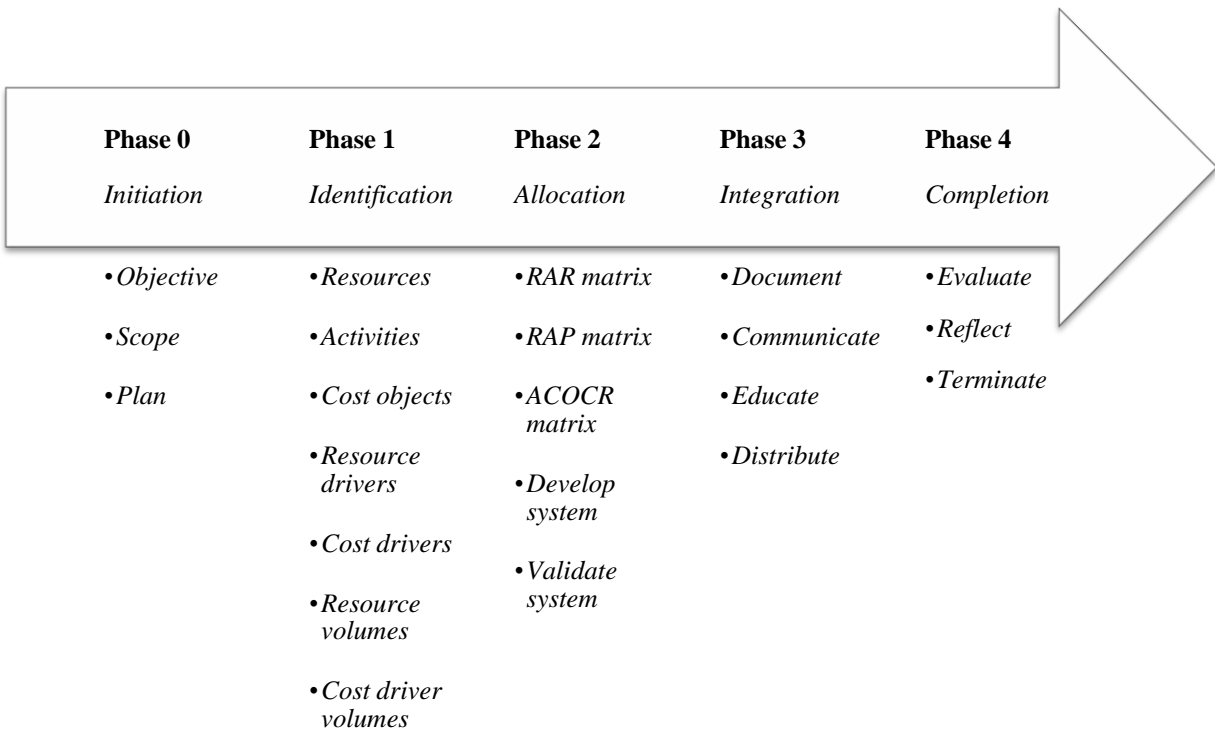 Phase 0
Initiation
•Objective
•Scope
•Plan
Phase 1
Identification
•Resources
•Activities
•Cost objects
•Resource
drivers
•Cost drivers
•Resource
volumes
•Cost driver
volumes
Phase 2
Allocation
•RAR matrix
•RAP matrix
•ACOCR
matrix
•Develop
system
•Validate
system
Phase 3
Integration
•Document
•Communicate
•Educate
•Distribute
Phase 4
Completion
•Evaluate
•Reflect
•Terminate